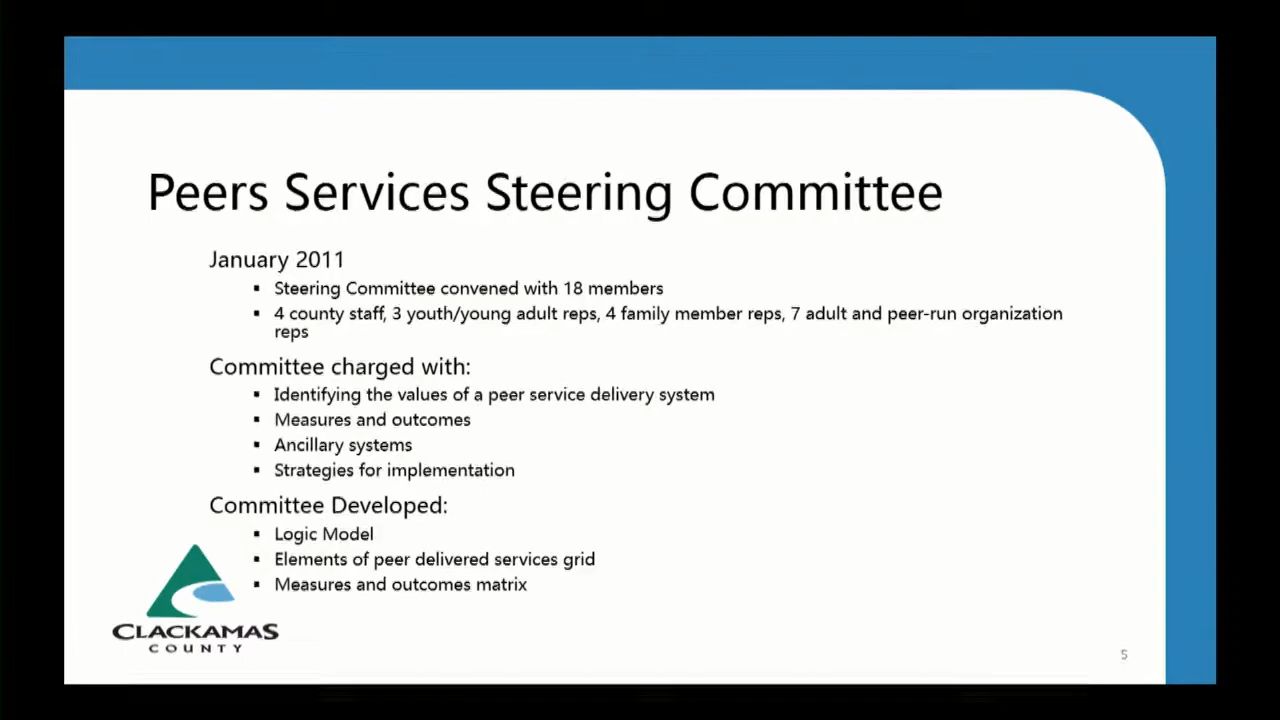 Peers Services Steering Committee
January 2011
▪ Steering Committee convened with 18 members
▪ 4 county staff, 3 youth/young adult reps, 4 family member reps, 7 adult and peer-run organization
reps
Committee charged with:
▪ Identifying the values of a peer service delivery system
▪ Measures and outcomes
▪ Ancillary systems
▪ Strategies for implementation
Committee Developed:
▪ Logic Model
▪ Elements of peer delivered services grid
▪ Measures and outcomes matrix
CLACKAMAS
COUNTY
5